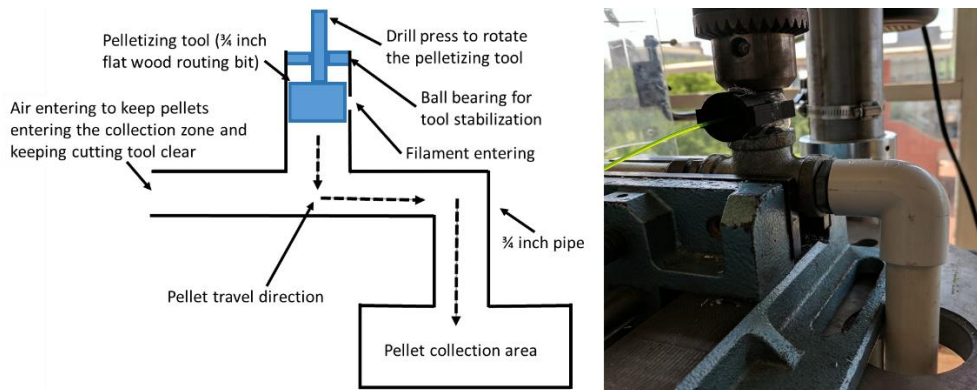 Pelletizing tool (¾ inch
flat wood routing bit)
Drill press to rotate
the pelletizing tool
Air entering to keep pellets
entering the collection zone and
keeping cutting tool clear
Ball bearing for
tool stabilization
Filament entering
¾ inch pipe
Pellet travel direction
Pellet collection area